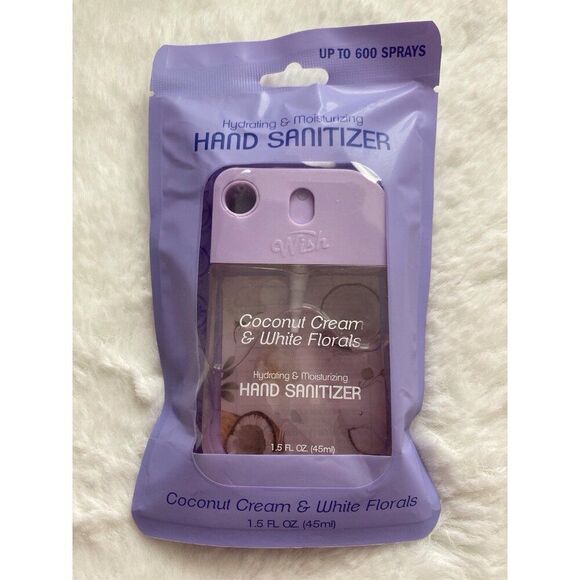 UP TO 600 SPRAYS
Hydrating & Moisturizing
HAND SANITIZER
Wish
Coconut Cream
& White Florals
Hydrating & Moisturizing
HAND SANITIZER
1.5 FL OZ. (45ml)
Coconut Cream & White Florals
1.5 FL OZ. (45ml)